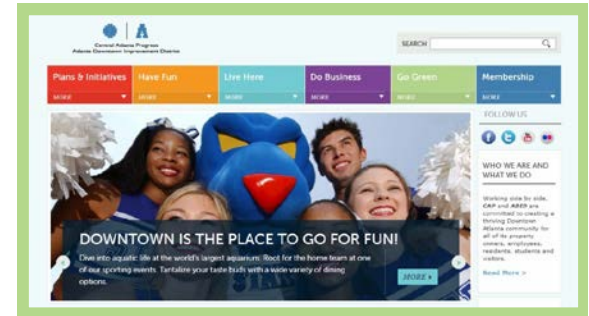 Central Atlanta Progress
Atlanta Downtown Improvement District
SEARCH
Plans & Initiatives
Have Fun
Live Here
Do Business
Go Green
Membership
MORE
MORE
MORE
MORE
MORE
MORE
FOLLOW US
WHO WE ARE AND
WHAT WE DO
Working side by side,
CAP and ADID are
committed to creating a
thriving Downtown
Atlanta community for
all of its property
owners, employees,
residents, students and
visitors.
Read More >
DOWNTOWN IS THE PLACE TO GO FOR FUN!
Dive into aquatic life at the world's largest aquarium. Root for the home team at one
of our sporting events. Tantalize your taste buds with a wide variety of dining
options.
MORE